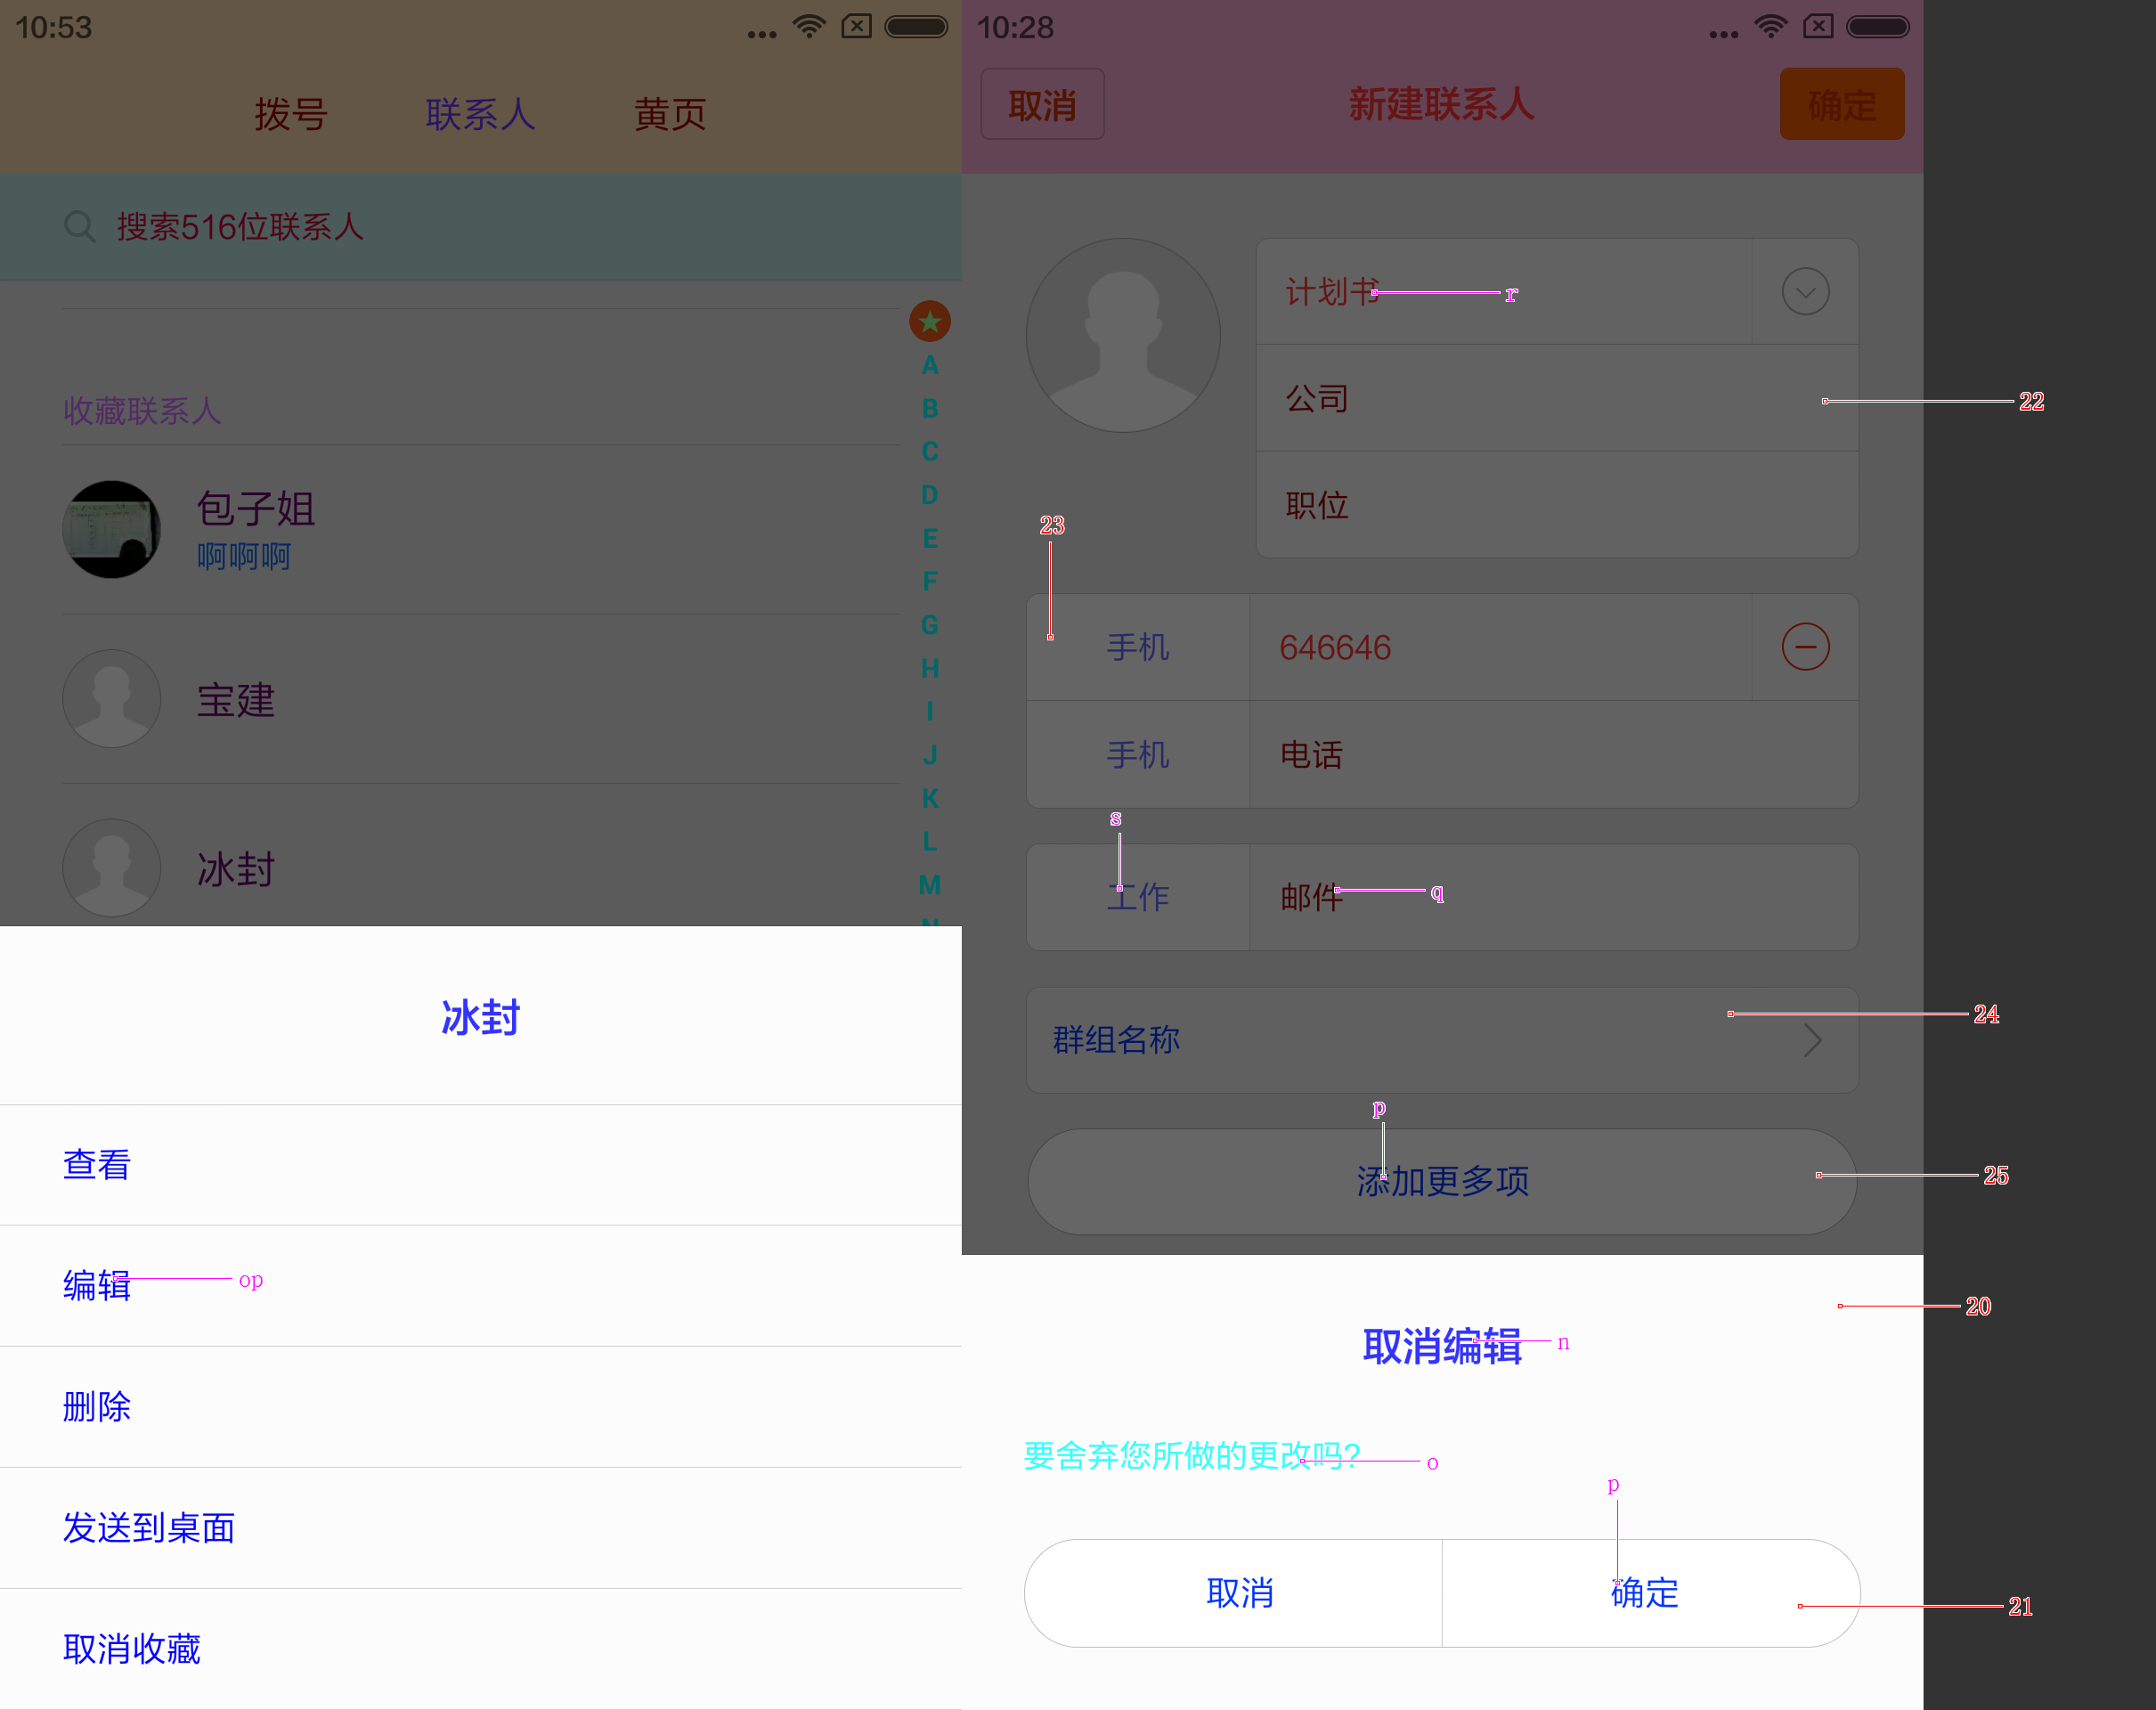 10:53
拨号 联系人 黄页
搜索516位联系人
收藏联系人
包子姐
啊啊啊
宝建
冰封
A
B
C
D
E
F
G
H
I
J
K
L
M
冰封
查看
编辑
op
删除
发送到桌面
取消收藏
10:28
取消 新建联系人 确定
计划书
r
公司
22
职位
23
手机 646646
手机 电话
s
工作 邮件
q
24
群组名称
p
添加更多项
25
20
取消编辑
n
要舍弃您所做的更改吗?
o
p
取消 确定
21